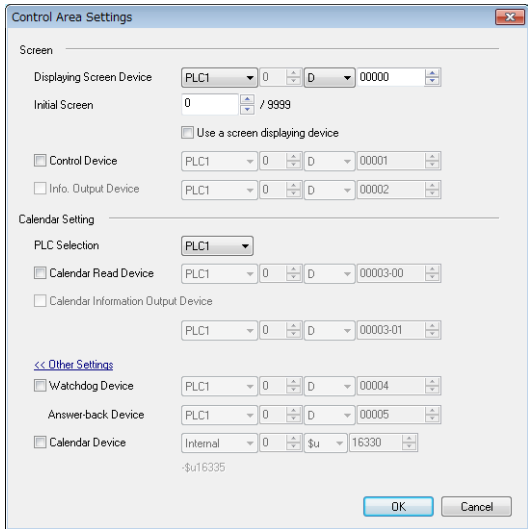 Control Area Settings
Screen
Displaying Screen Device PLC1 0 D 00000
Initial Screen 0 / 9999
Use a screen displaying device
Control Device PLC1 0 D 00001
Info. Output Device PLC1 0 D 00002
Calendar Setting
PLC Selection PLC1
Calendar Read Device PLC1 0 D 00003-00
Calendar Information Output Device
PLC1 0 D 00003-01
<< Other Settings
Watchdog Device PLC1 0 D 00004
Answer-back Device PLC1 0 D 00005
Calendar Device Internal 0 $u 16330
-$u16335
OK Cancel